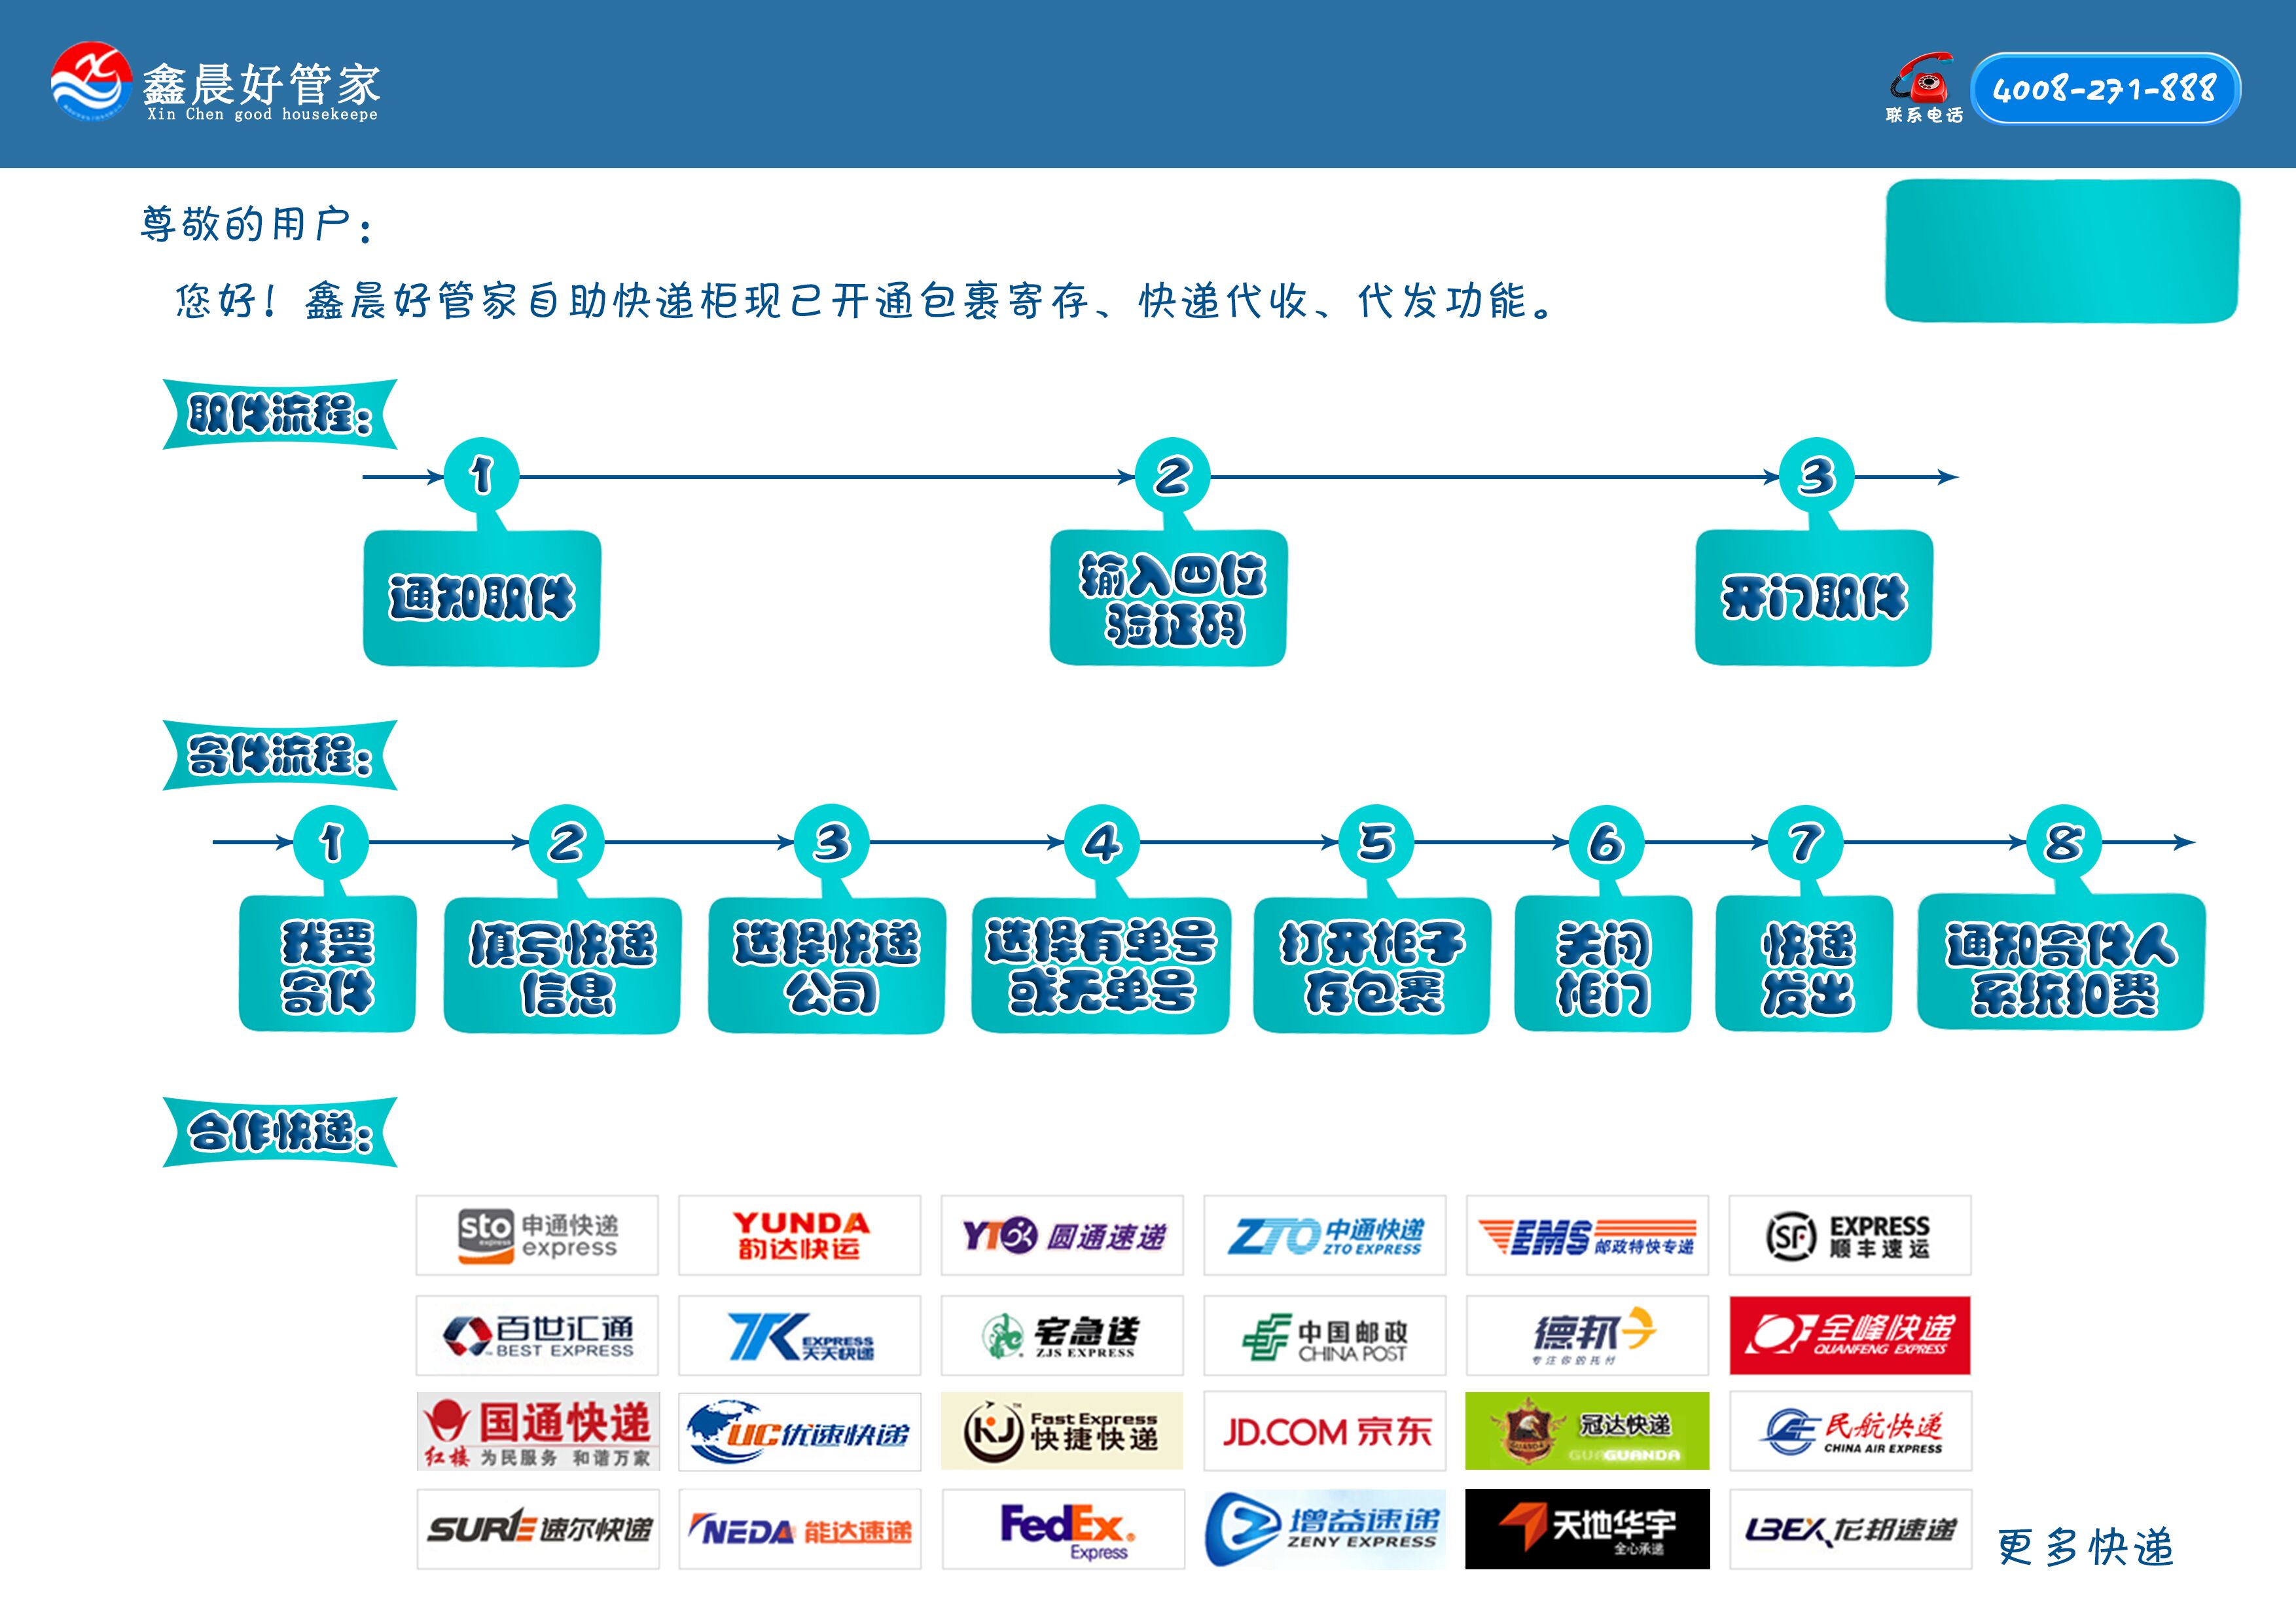 鑫晨好管家
Xin Chen good housekeepe
联系电话
4008-271-888
尊敬的用户：
您好！鑫晨好管家自助快递柜现已开通包裹寄存、快递代收、代发功能。
取件流程：
1
2
3
通知取件
输入四位
验证码
开门取件
寄件流程：
1
2
3
4
5
6
7
8
我要
寄件
填写快递
信息
选择快递
公司
选择有单号
或无单号
打开柜子
存包裹
关闭
柜门
快递
发出
通知寄件人
系统扣费
合作快递：
sto
express
申通快递
express
YUNDA
韵达快运
YTO 圆通速递
ZTO 中通快递
ZTO EXPRESS
EMS 邮政特快专递
SF EXPRESS
顺丰速运
百世汇通
BEST EXPRESS
TTK EXPRESS
天天快递
宅急送
ZJS EXPRESS
中国邮政
CHINA POST
德邦
专注你的托付
QF 全峰快递
QUANFENG EXPRESS
国通快递
红楼 为民服务 和谐万家
UC 优速快递
KJ Fast Express
快捷快递
JD.COM 京东
GUANDA
冠达快递
GUANDA
民航快递
CHINA AIR EXPRESS
SURE 速尔快递
NEDA 能达速递
FedEx
Express
增益速递
ZENY EXPRESS
天地华宇
全心承递
LBEX 龙邦速递
更多快递